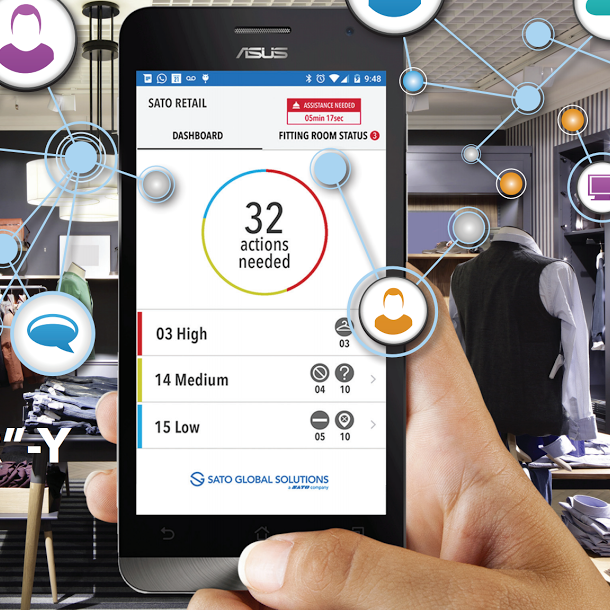 ASUS
9:48
SATO RETAIL
ASSISTANCE NEEDED
05min 17sec
DASHBOARD
FITTING ROOM STATUS 3
32
actions
needed
03 High
03
14 Medium
04 10
15 Low
05 10
SATO GLOBAL SOLUTIONS
a SATO company
"-Y